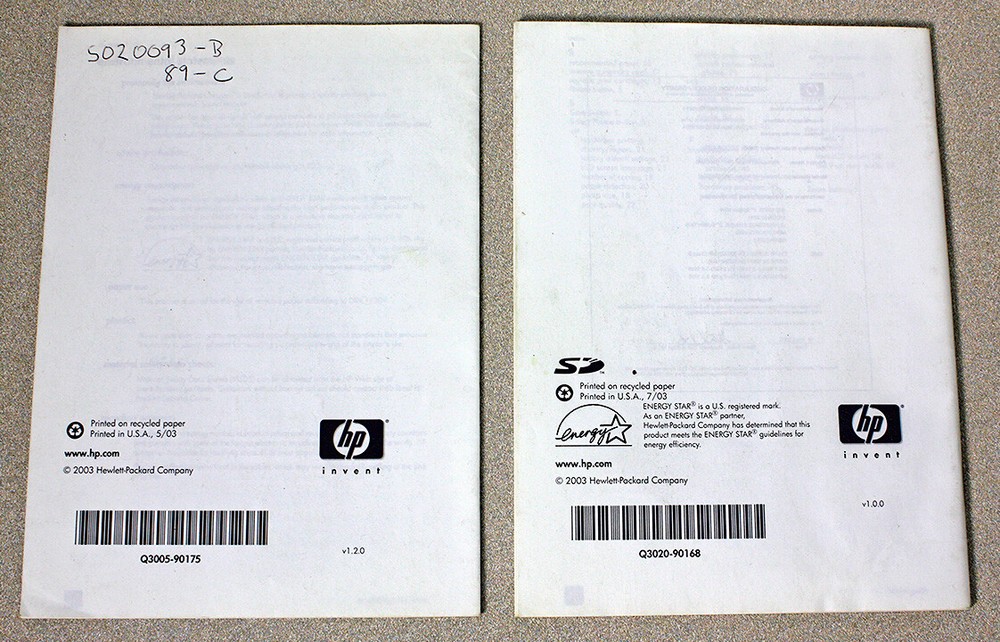 S020093-B
89-C
Printed on recycled paper
Printed in U.S.A., 5/03
www.hp.com
© 2003 Hewlett-Packard Company
hp
®
invent
Q3005-90175
v1.2.0
SD
™
Printed on recycled paper
Printed in U.S.A., 7/03
energy
ENERGY STAR® is a U.S. registered mark.
As an ENERGY STAR® partner,
Hewlett-Packard Company has determined that this
product meets the ENERGY STAR® guidelines for
energy efficiency.
www.hp.com
© 2003 Hewlett-Packard Company
hp
®
invent
v1.0.0
Q3020-90168